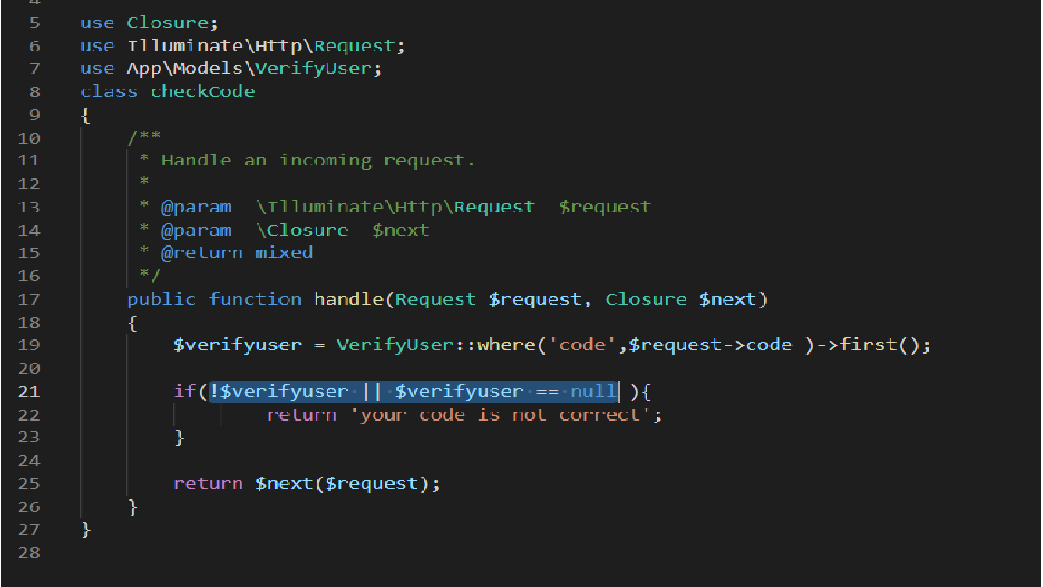 5 use Closure;
6 use Illuminate\Http\Request;
7 use App\Models\VerifyUser;
8 class checkCode
9 {
10 /**
11 * Handle an incoming request.
12 *
13 * @param \Illuminate\Http\Request $request
14 * @param \Closure $next
15 * @return mixed
16 */
17 public function handle(Request $request, Closure $next)
18 {
19 $verifyuser = VerifyUser::where('code',$request->code )->first();
20
21 if(!$verifyuser || $verifyuser == null ){
22 return 'your code is not correct';
23 }
24
25 return $next($request);
26 }
27 }
28